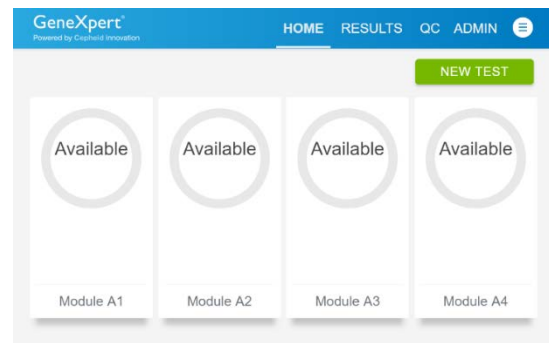 GeneXpert®
Powered by Cepheid innovation
HOME RESULTS QC ADMIN
NEW TEST
Available Available Available Available
Module A1 Module A2 Module A3 Module A4